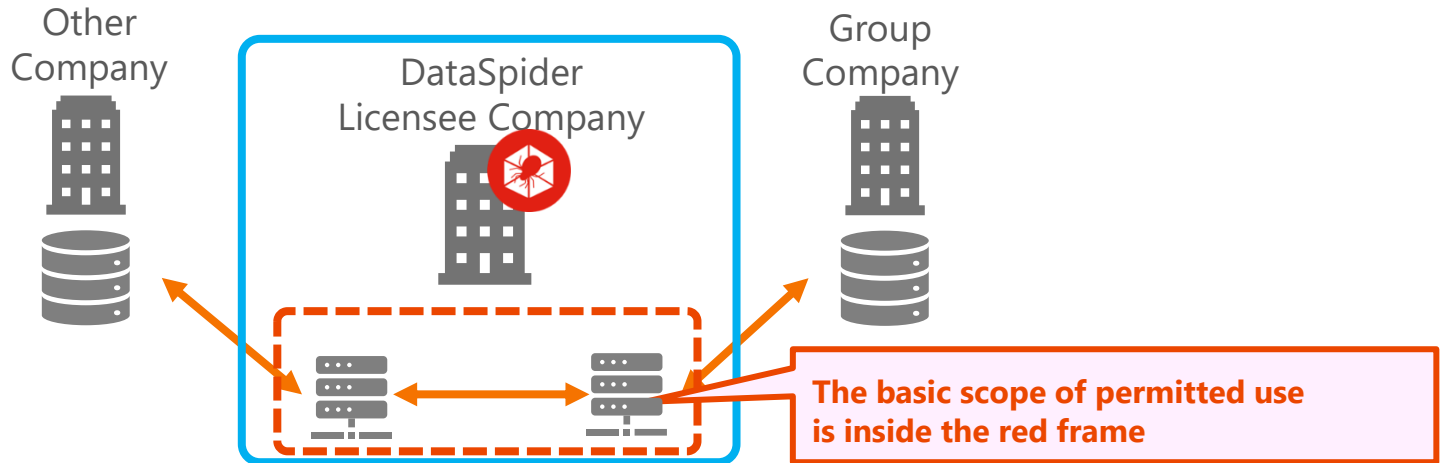 Other
Company
DataSpider
Licensee Company
Group
Company
The basic scope of permitted use
is inside the red frame